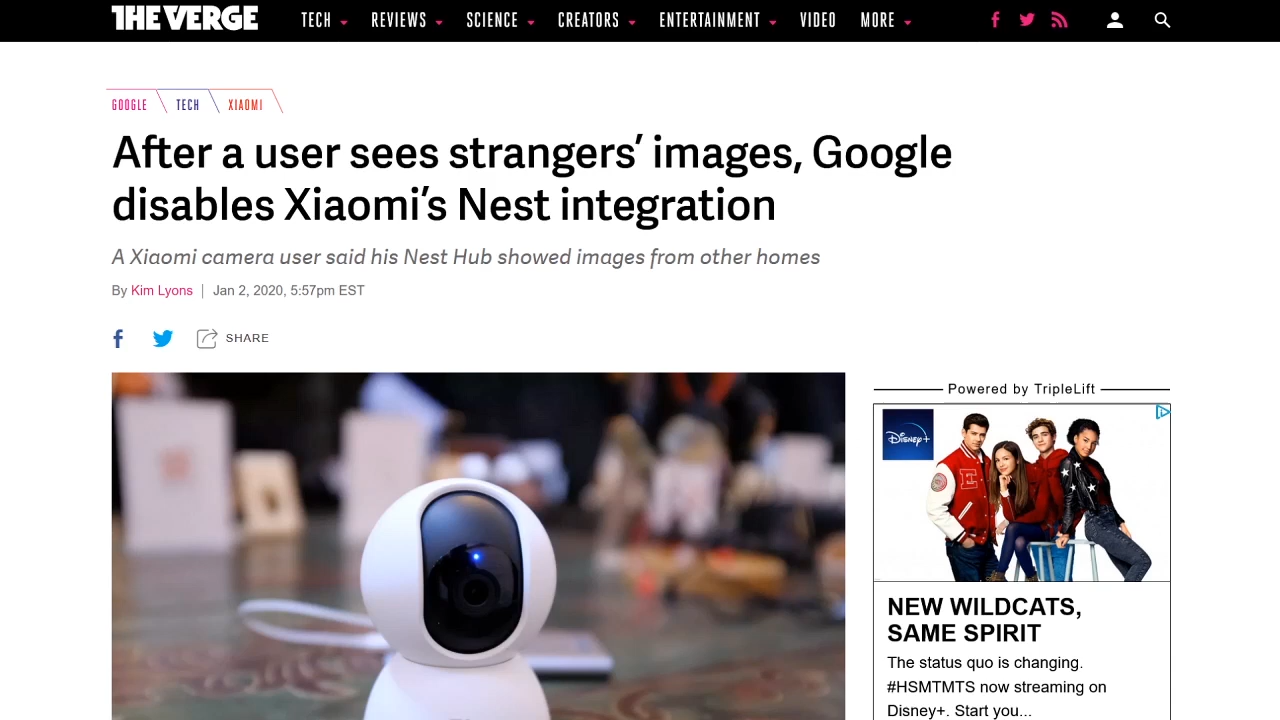 THE VERGE
TECH REVIEWS SCIENCE CREATORS ENTERTAINMENT VIDEO MORE
GOOGLE TECH XIAOMI
After a user sees strangers’ images, Google
disables Xiaomi’s Nest integration
A Xiaomi camera user said his Nest Hub showed images from other homes
By Kim Lyons | Jan 2, 2020, 5:57pm EST
SHARE
Powered by TripleLift
Disney+
E
NEW WILDCATS,
SAME SPIRIT
The status quo is changing.
#HSMTMTS now streaming on
Disney+. Start you...